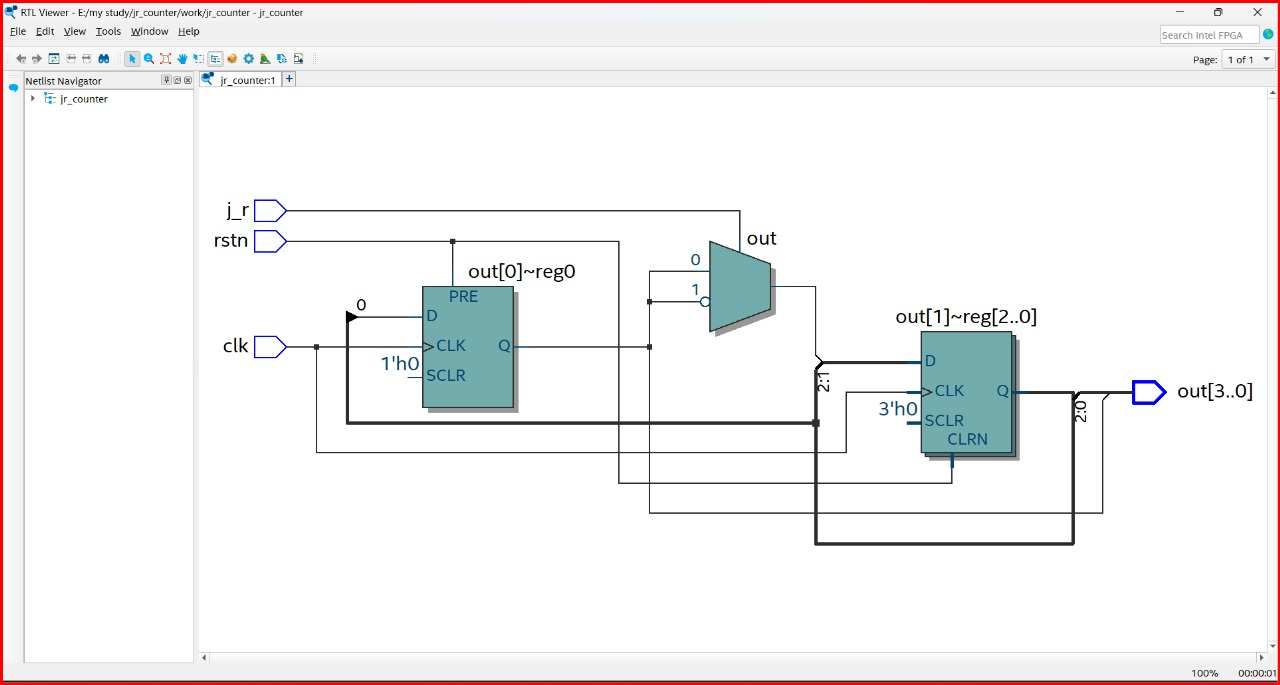 RTL Viewer - E:/my study/jr_counter/work/jr_counter - jr_counter
File Edit View Tools Window Help
Search Intel FPGA
Page: 1 of 1
Netlist Navigator
jr_counter:1
jr_counter
j_r
rstn
out
0
out[0]~reg0
1
PRE
0
D
out[1]~reg[2..0]
clk
CLK
Q
1'h0
SCLR
2:1
D
CLK
Q
2:0
out[3..0]
3'h0
SCLR
CLRN
100% 00:00:01